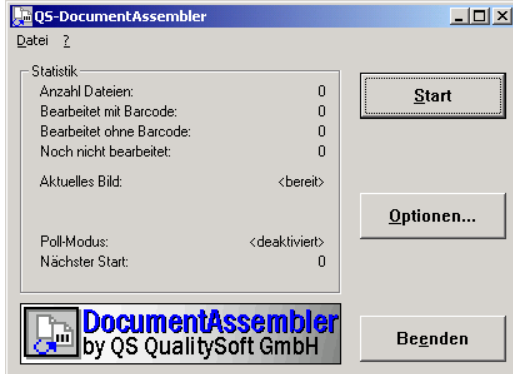 QS-DocumentAssembler
Datei ?
Statistik
Anzahl Dateien: 0
Bearbeitet mit Barcode: 0
Bearbeitet ohne Barcode: 0
Noch nicht bearbeitet: 0
Aktuelles Bild: <bereit>
Poll-Modus: <deaktiviert>
Nächster Start: 0
Start
Optionen...
DocumentAssembler
by QS QualitySoft GmbH
Beenden